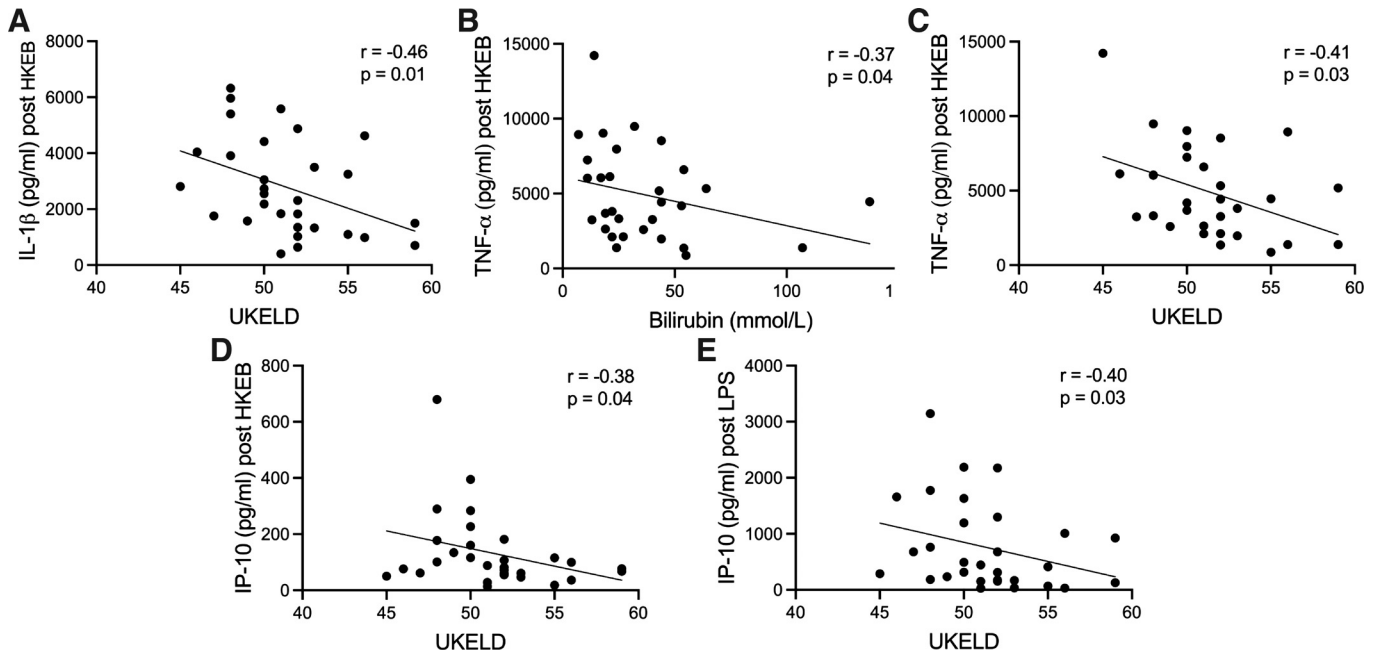 A
IL-1β (pg/ml) post HKEB
8000
6000
4000
2000
0
40 45 50 55 60
UKELD
r = -0.46
p = 0.01
B
TNF-α (pg/ml) post HKEB
15000
10000
5000
0
0 50 100 1
Bilirubin (mmol/L)
r = -0.37
p = 0.04
C
TNF-α (pg/ml) post HKEB
15000
10000
5000
0
40 45 50 55 60
UKELD
r = -0.41
p = 0.03
D
IP-10 (pg/ml) post HKEB
800
600
400
200
0
40 45 50 55 60
UKELD
r = -0.38
p = 0.04
E
IP-10 (pg/ml) post LPS
4000
3000
2000
1000
0
40 45 50 55 60
UKELD
r = -0.40
p = 0.03